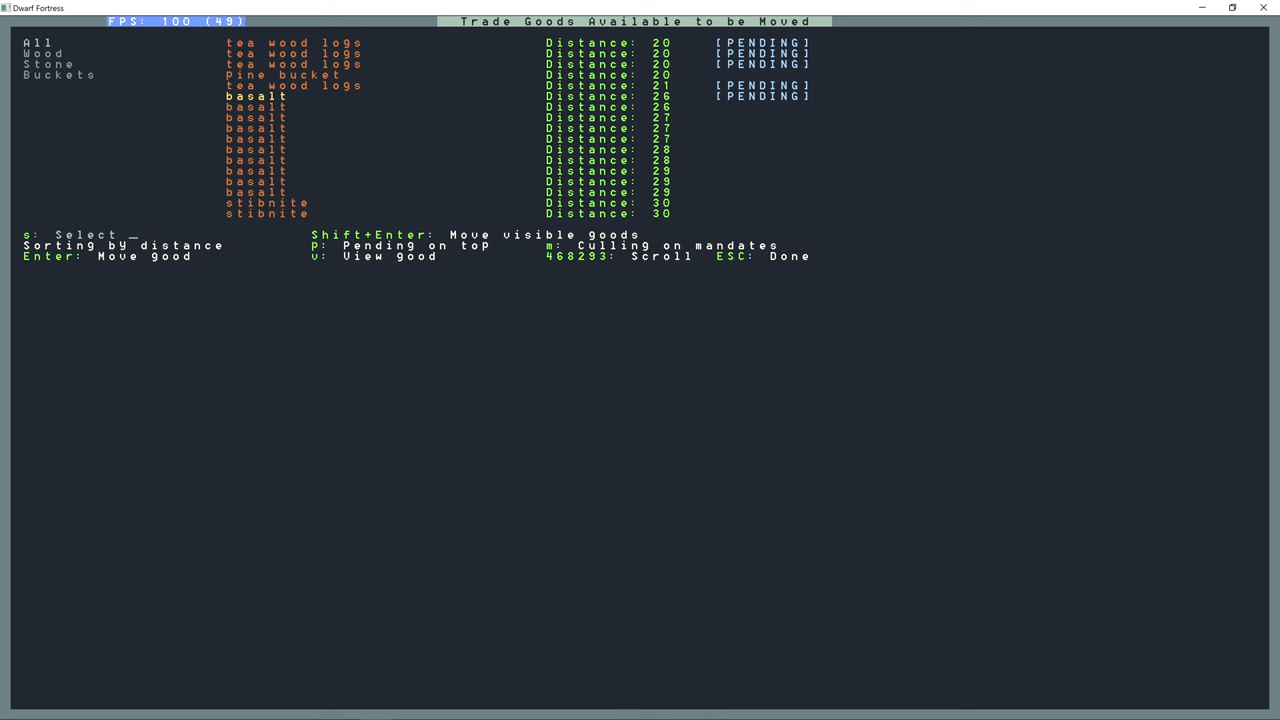 Dwarf Fortress
FPS: 100 (49) Trade Goods Available to be Moved
All tea wood logs Distance: 20 [PENDING]
Wood tea wood logs Distance: 20 [PENDING]
Stone tea wood logs Distance: 20 [PENDING]
Buckets pine bucket Distance: 20
tea wood logs Distance: 21 [PENDING]
basalt Distance: 26 [PENDING]
basalt Distance: 26
basalt Distance: 27
basalt Distance: 27
basalt Distance: 27
basalt Distance: 28
basalt Distance: 28
basalt Distance: 29
basalt Distance: 29
basalt Distance: 29
stibnite Distance: 30
stibnite Distance: 30
s: Select _ Shift+Enter: Move visible goods
Sorting by distance p: Pending on top m: Culling on mandates
Enter: Move good v: View good 468293: Scroll ESC: Done